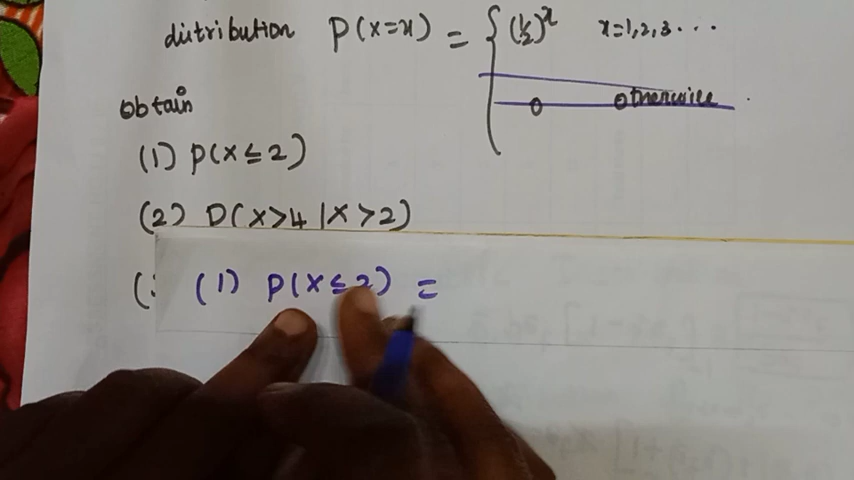 distribution P(X=x) = { (1/2)^x x=1,2,3...
0 otherwise.
Obtain
(1) P(X≤2)
(2) P(X>4 | X>2)
(1) P(X≤2) =